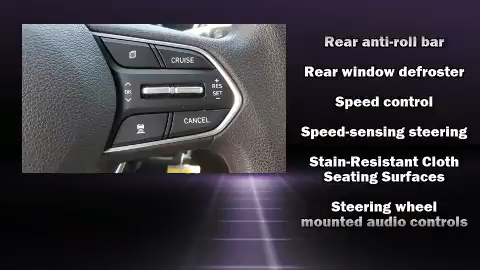 CRUISE
OK
+
RES
SET
-
CANCEL
Rear anti-roll bar
Rear window defroster
Speed control
Speed-sensing steering
Stain-Resistant Cloth
Seating Surfaces
Steering wheel
mounted audio controls